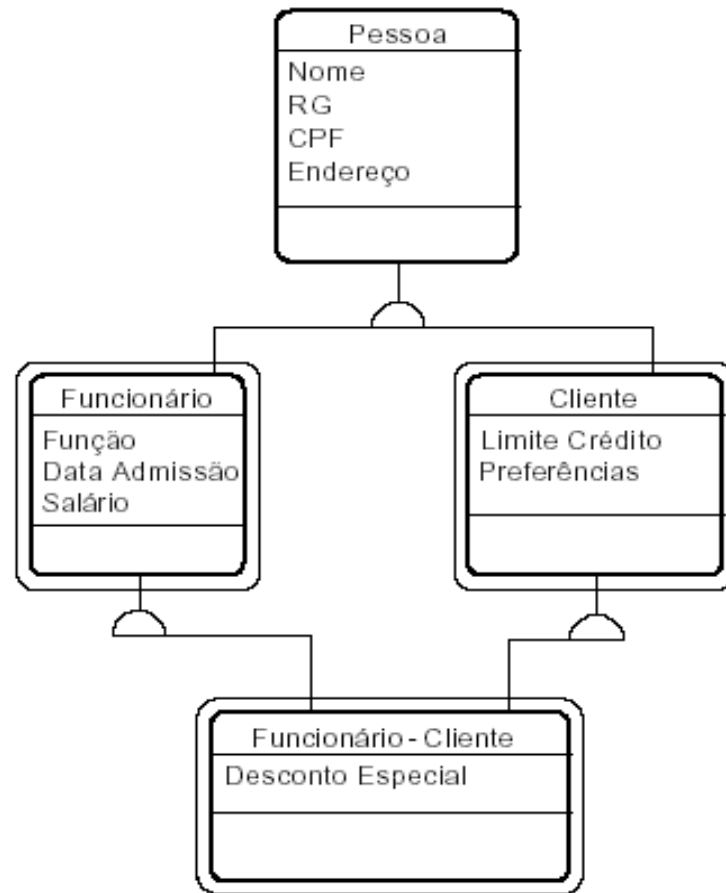 Pessoa
Nome
RG
CPF
Endereço
Funcionário
Função
Data Admissão
Salário
Cliente
Limite Crédito
Preferências
Funcionário - Cliente
Desconto Especial